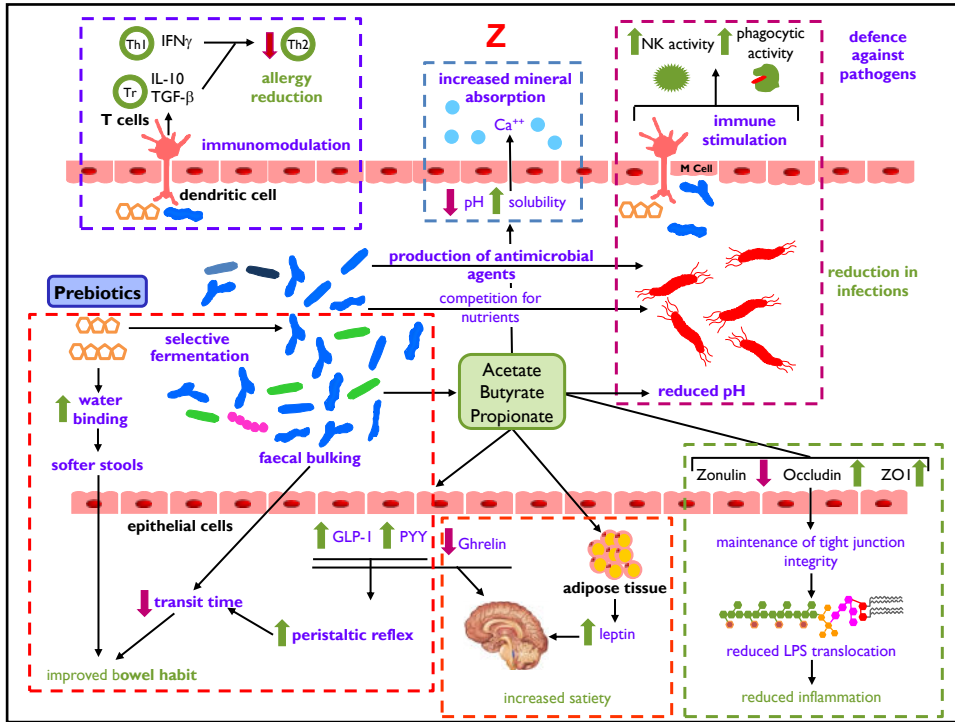 Th1
IFNγ
Th2
Tr
IL-10
TGF-β
T cells
allergy
reduction
immunomodulation
dendritic cell
Z
increased mineral
absorption
Ca++
pH
solubility
NK activity
phagocytic
activity
immune
stimulation
M Cell
defence
against
pathogens
production of antimicrobial
agents
competition for
nutrients
reduction in
infections
Prebiotics
selective
fermentation
water
binding
softer stools
faecal bulking
Acetate
Butyrate
Propionate
reduced pH
epithelial cells
GLP-1
PYY
Ghrelin
transit time
peristaltic reflex
improved bowel habit
adipose tissue
leptin
increased satiety
Zonulin
Occludin
ZO1
maintenance of tight junction
integrity
reduced LPS translocation
reduced inflammation